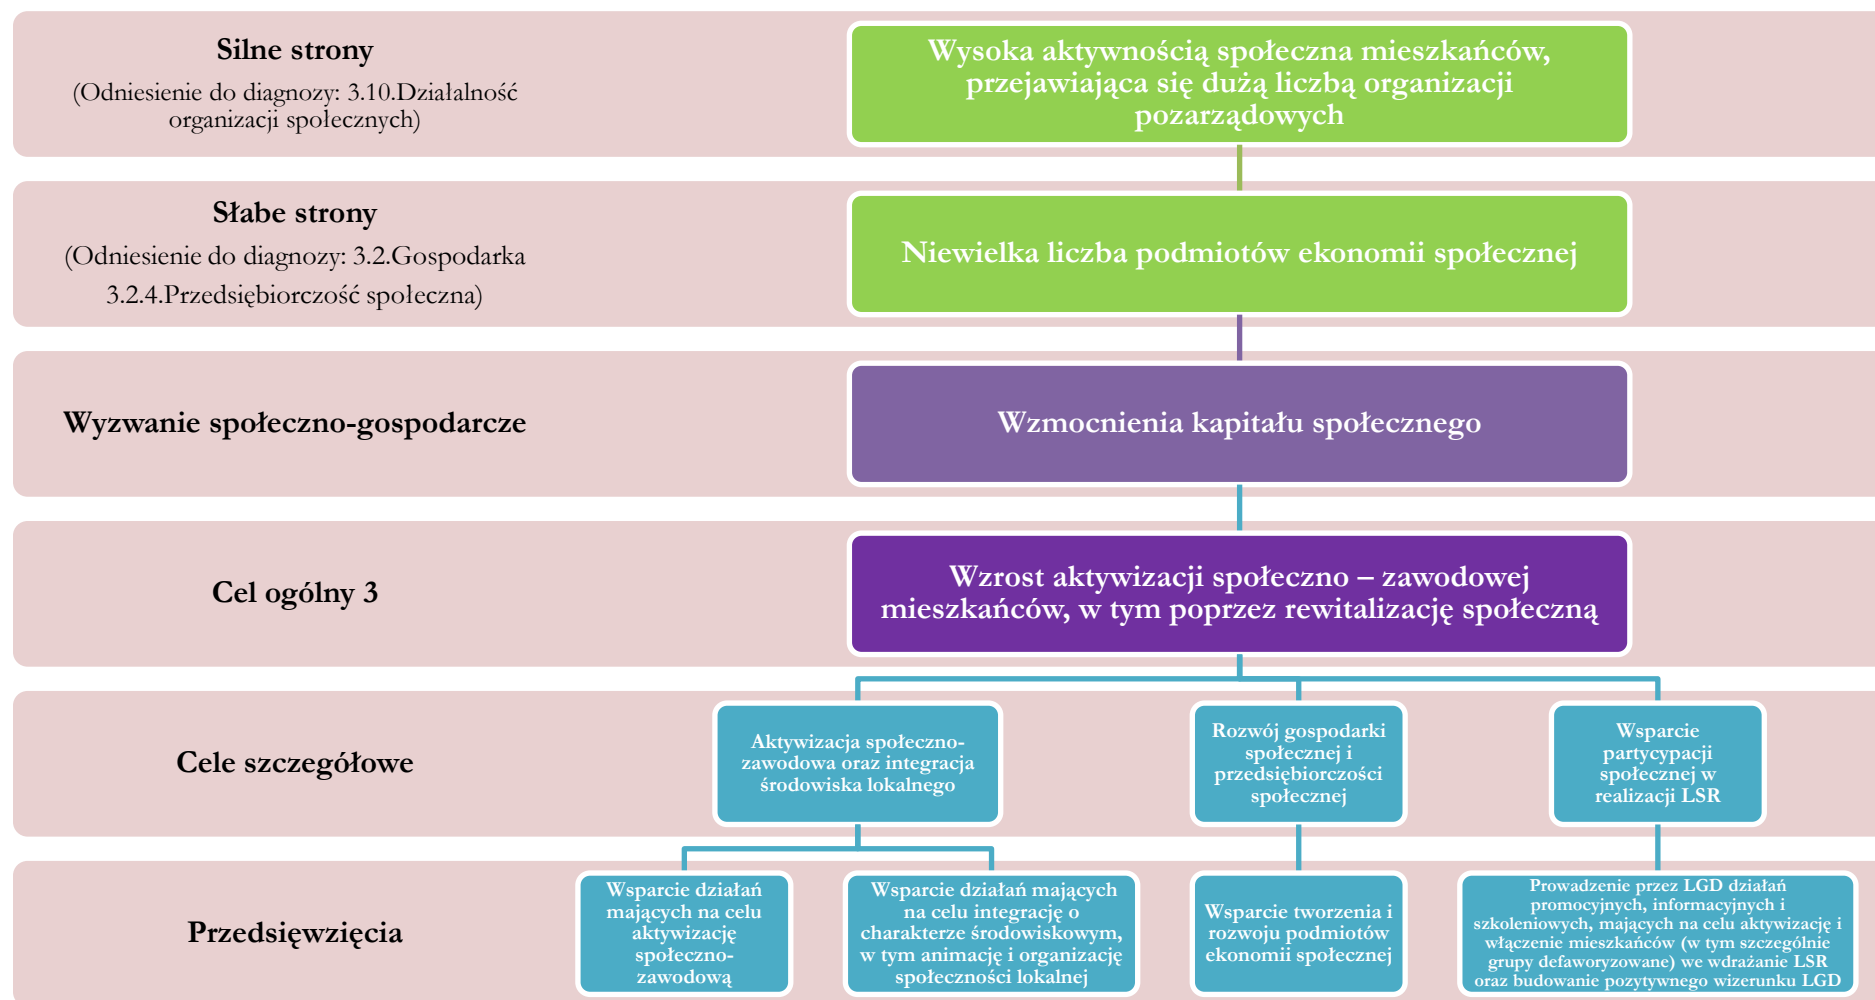 Silne strony
(Odniesienie do diagnozy: 3.10.Działalność
organizacji społecznych)
Wysoka aktywnością społeczna mieszkańców,
przejawiająca się dużą liczbą organizacji
pozarządowych
Słabe strony
(Odniesienie do diagnozy: 3.2.Gospodarka
3.2.4.Przedsiębiorczość społeczna)
Niewielka liczba podmiotów ekonomii społecznej
Wyzwanie społeczno-gospodarcze
Wzmocnienia kapitału społecznego
Cel ogólny 3
Wzrost aktywizacji społeczno – zawodowej
mieszkańców, w tym poprzez rewitalizację społeczną
Cele szczegółowe
Aktywizacja społeczno-
zawodowa oraz integracja
środowiska lokalnego
Rozwój gospodarki
społecznej i
przedsiębiorczości
społecznej
Wsparcie
partycypacji
społecznej w
realizacji LSR
Przedsięwzięcia
Wsparcie działań
mających na celu
aktywizację
społeczno-
zawodową
Wsparcie działań mających
na celu integrację o
charakterze środowiskowym,
w tym animację i organizację
społeczności lokalnej
Wsparcie tworzenia i
rozwoju podmiotów
ekonomii społecznej
Prowadzenie przez LGD działań
promocyjnych, informacyjnych i
szkoleniowych, mających na celu aktywizację i
włączenie mieszkańców (w tym szczególnie
grupy defaworyzowane) we wdrażanie LSR
oraz budowanie pozytywnego wizerunku LGD